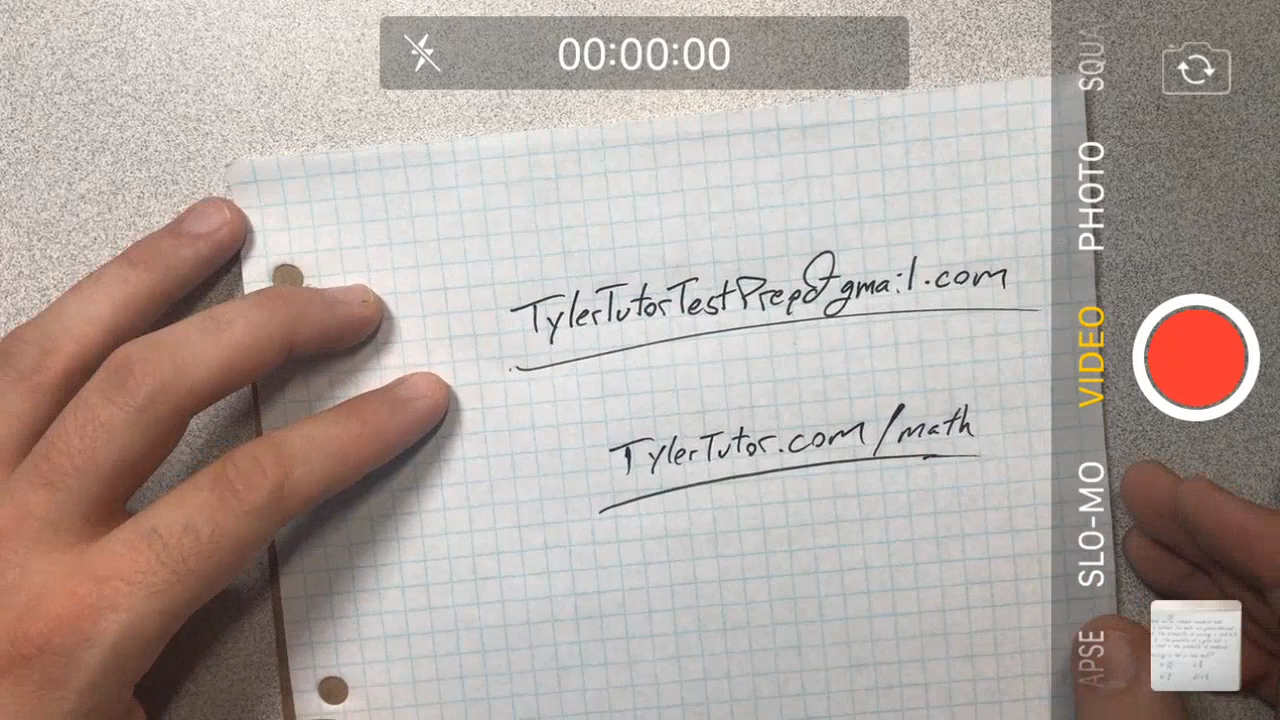 00:00:00
TylerTutorTestPrep@gmail.com
TylerTutor.com/math
SQUA
PHOTO
VIDEO
SLO-MO
APSE